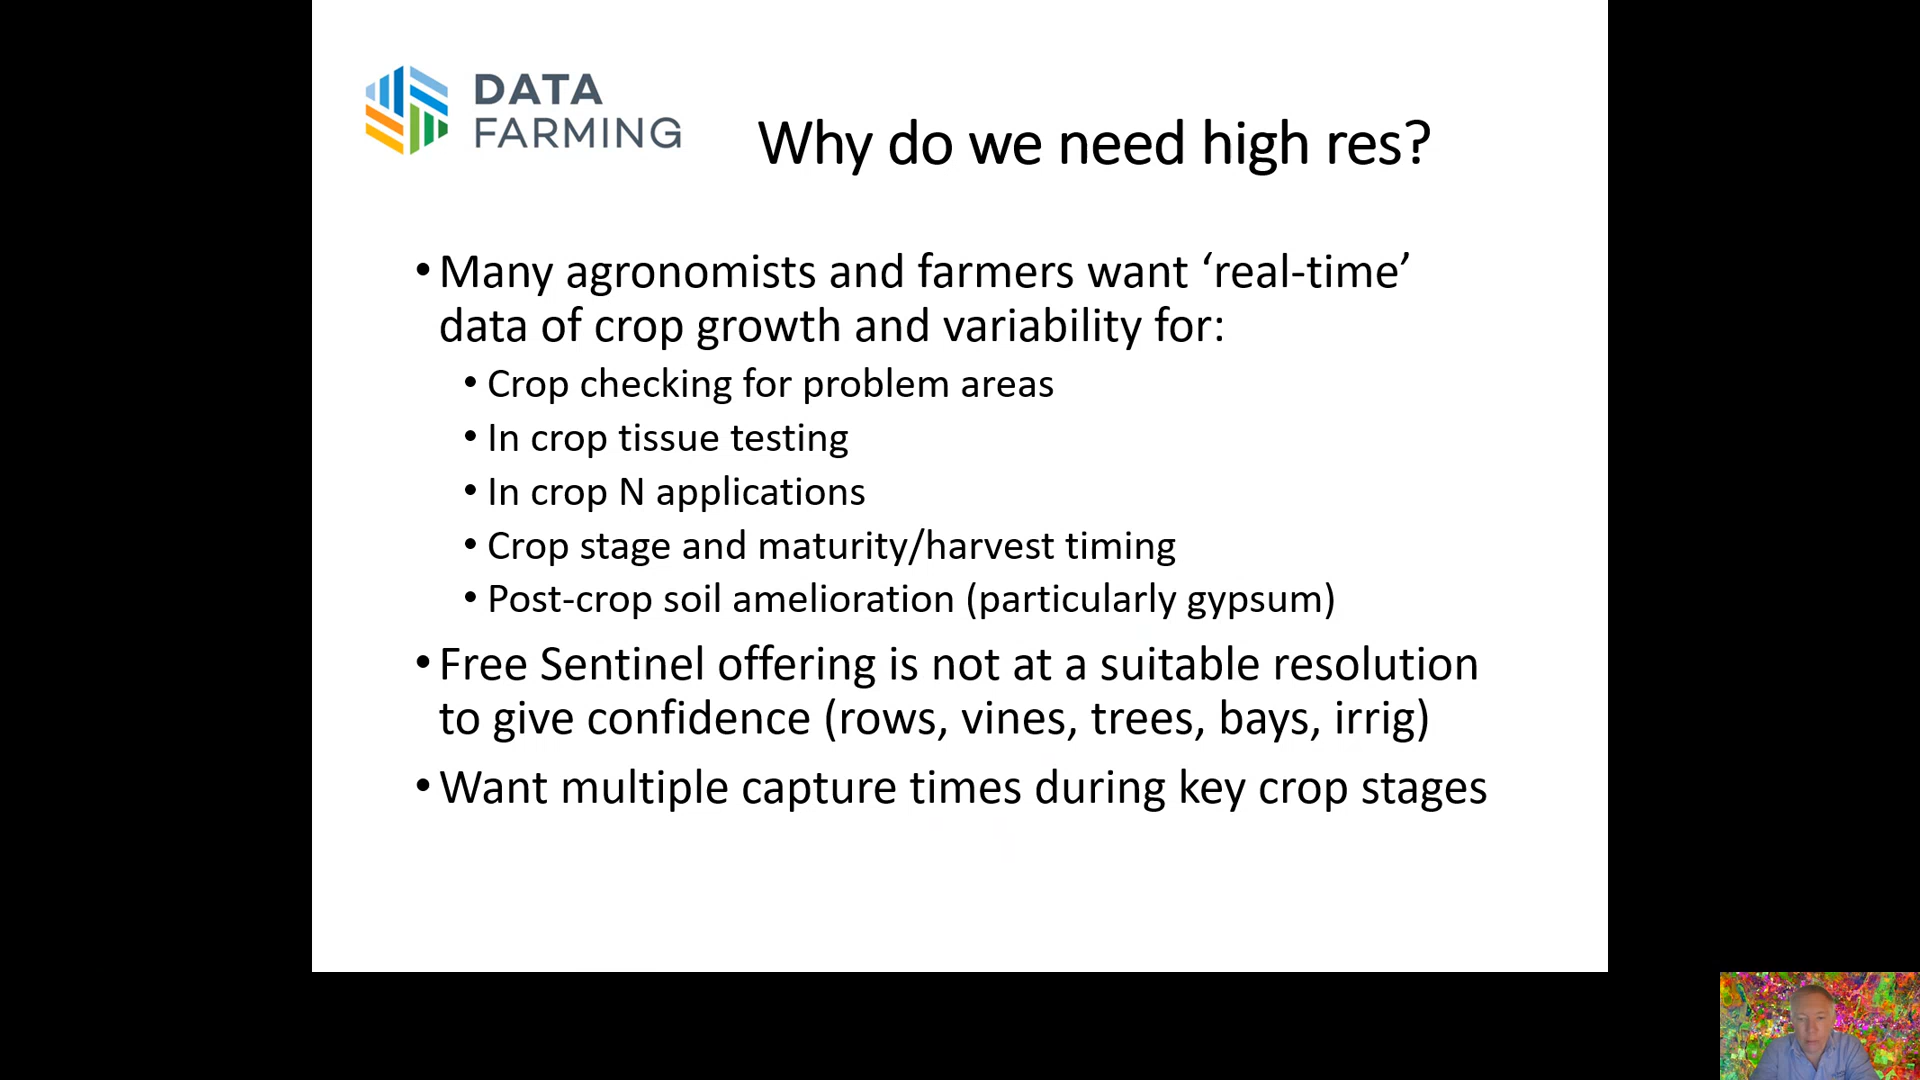 DATA
FARMING
Why do we need high res?
• Many agronomists and farmers want ‘real-time’
data of crop growth and variability for:
• Crop checking for problem areas
• In crop tissue testing
• In crop N applications
• Crop stage and maturity/harvest timing
• Post-crop soil amelioration (particularly gypsum)
• Free Sentinel offering is not at a suitable resolution
to give confidence (rows, vines, trees, bays, irrig)
• Want multiple capture times during key crop stages